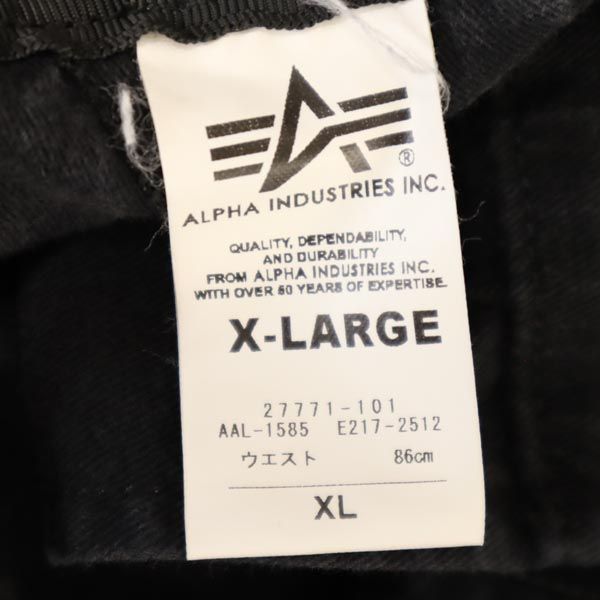 ®
ALPHA INDUSTRIES INC.
QUALITY, DEPENDABILITY,
AND DURABILITY
FROM ALPHA INDUSTRIES INC.
WITH OVER 50 YEARS OF EXPERTISE.
X-LARGE
27771-101
AAL-1585 E217-2512
ウエスト 86cm
XL